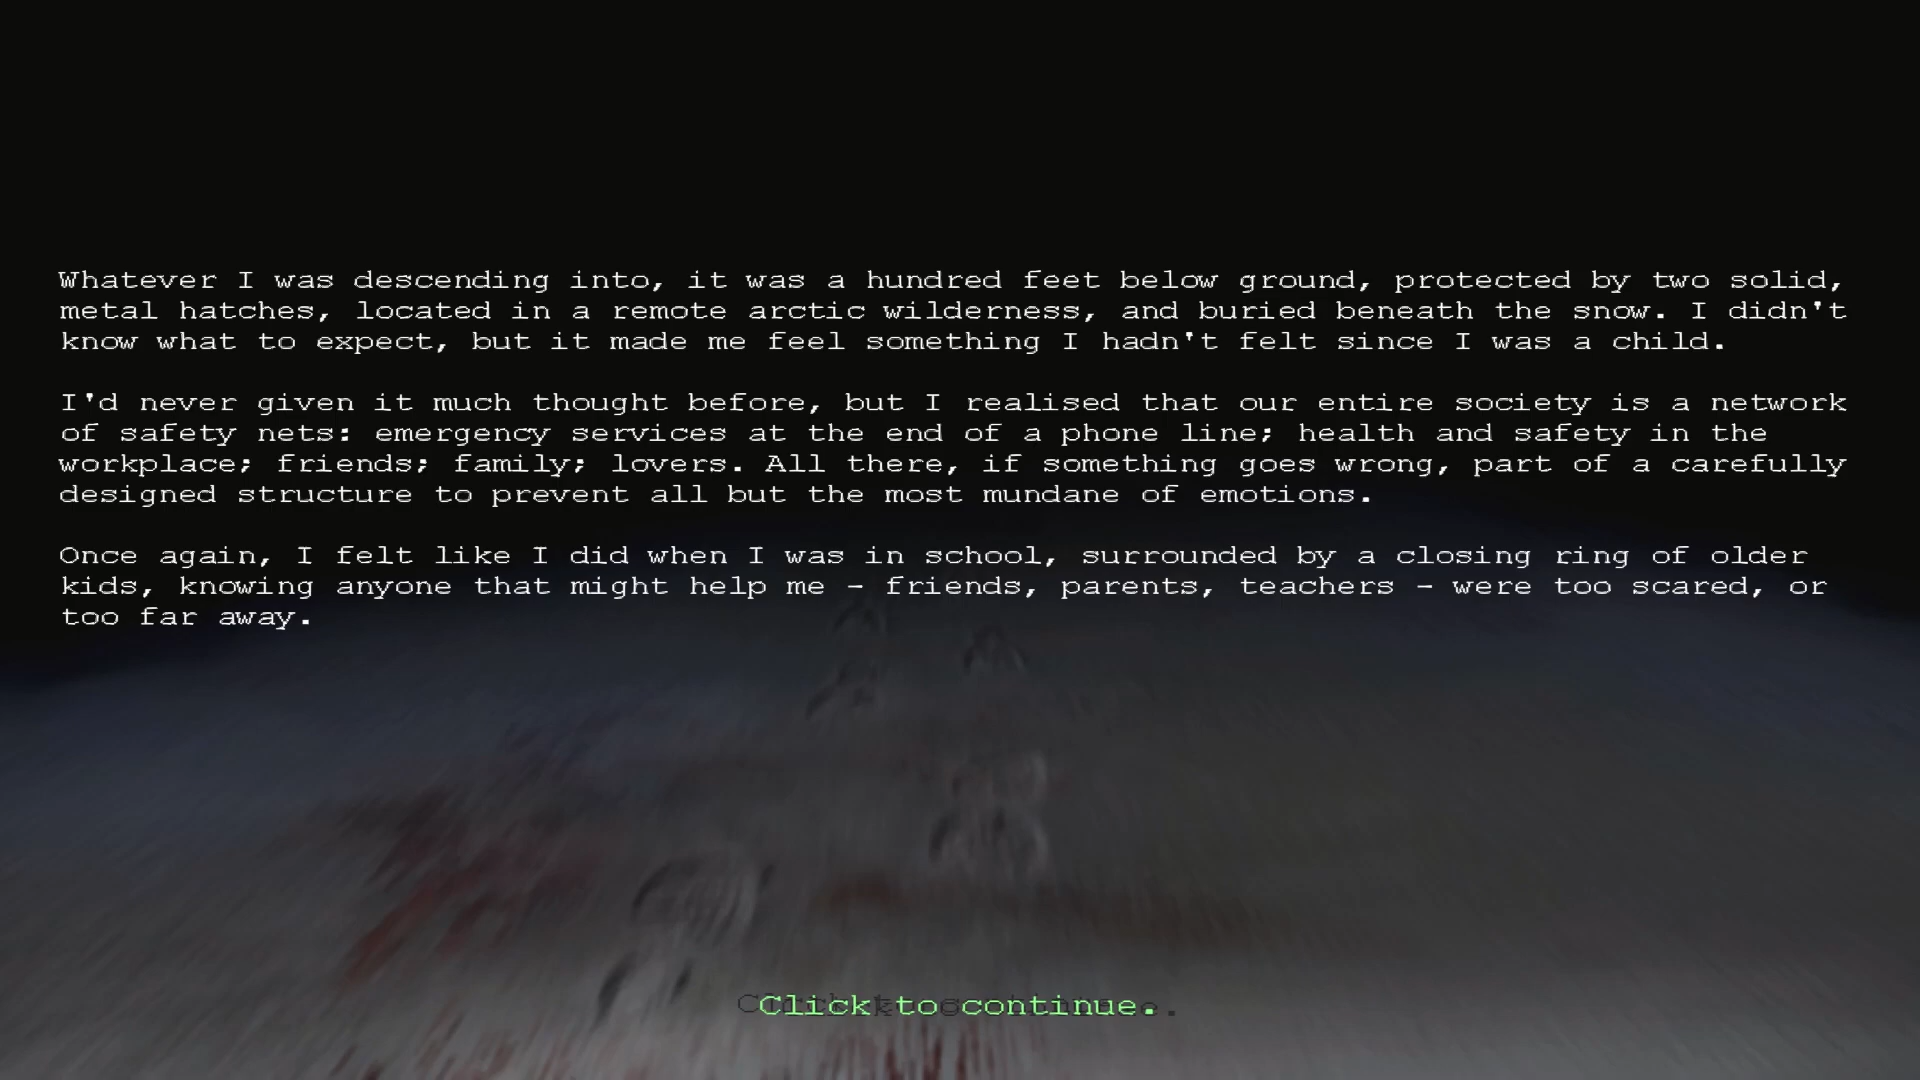 Whatever I was descending into, it was a hundred feet below ground, protected by two solid,
metal hatches, located in a remote arctic wilderness, and buried beneath the snow. I didn't
know what to expect, but it made me feel something I hadn't felt since I was a child.
I'd never given it much thought before, but I realised that our entire society is a network
of safety nets: emergency services at the end of a phone line; health and safety in the
workplace; friends; family; lovers. All there, if something goes wrong, part of a carefully
designed structure to prevent all but the most mundane of emotions.
Once again, I felt like I did when I was in school, surrounded by a closing ring of older
kids, knowing anyone that might help me - friends, parents, teachers - were too scared, or
too far away.
Click to continue.